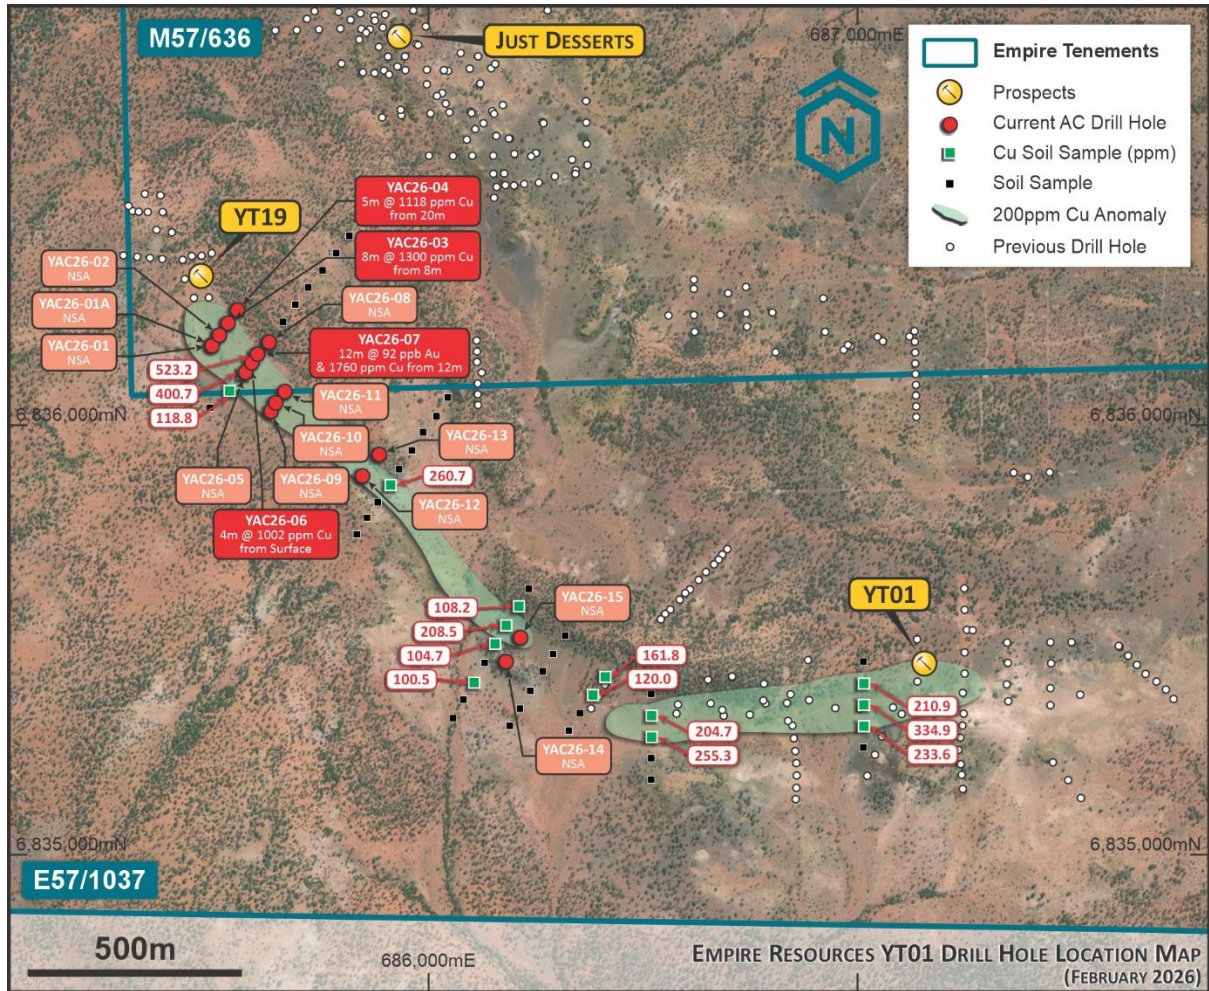 M57/636
JUST DESSERTS
687,000mE
Empire Tenements
Prospects
Current AC Drill Hole
Cu Soil Sample (ppm)
Soil Sample
200ppm Cu Anomaly
Previous Drill Hole
N
YAC26-04
5m @ 1118 ppm Cu
from 20m
YT19
YAC26-03
8m @ 1300 ppm Cu
from 8m
YAC26-02
NSA
YAC26-01A
NSA
YAC26-08
NSA
YAC26-01
NSA
YAC26-07
12m @ 92 ppb Au
& 1760 ppm Cu from 12m
523.2
400.7
118.8
YAC26-11
NSA
6,836,000mN
6,836,000mN
YAC26-10
NSA
YAC26-13
NSA
YAC26-05
NSA
YAC26-09
NSA
260.7
YAC26-12
NSA
YAC26-06
4m @ 1002 ppm Cu
from Surface
YAC26-15
NSA
YT01
108.2
208.5
104.7
100.5
161.8
120.0
210.9
334.9
233.6
204.7
255.3
YAC26-14
NSA
6,835,000mN
6,835,000mN
E57/1037
500m
686,000mE
EMPIRE RESOURCES YT01 DRILL HOLE LOCATION MAP
(FEBRUARY 2026)